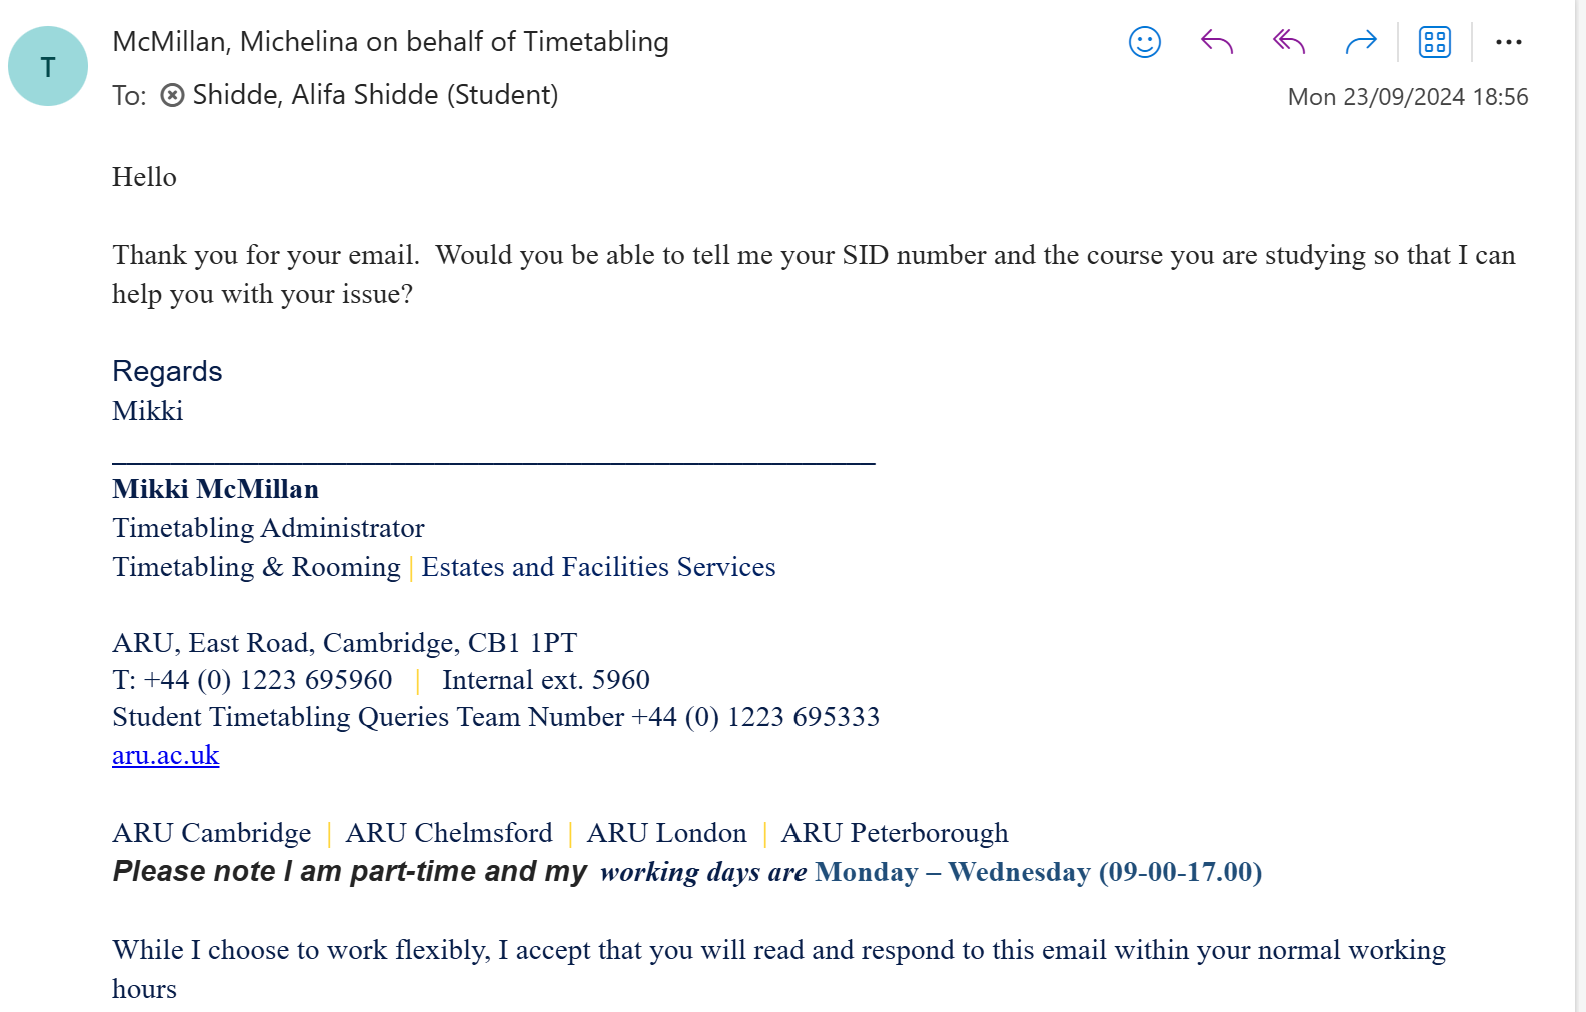 McMillan, Michelina on behalf of Timetabling
T
To: Shidde, Alifa Shidde (Student)
Mon 23/09/2024 18:56
Hello
Thank you for your email.  Would you be able to tell me your SID number and the course you are studying so that I can
help you with your issue?
Regards
Mikki
Mikki McMillan
Timetabling Administrator
Timetabling & Rooming | Estates and Facilities Services
ARU, East Road, Cambridge, CB1 1PT
T: +44 (0) 1223 695960 | Internal ext. 5960
Student Timetabling Queries Team Number +44 (0) 1223 695333
aru.ac.uk
ARU Cambridge | ARU Chelmsford | ARU London | ARU Peterborough
Please note I am part-time and my working days are Monday – Wednesday (09-00-17.00)
While I choose to work flexibly, I accept that you will read and respond to this email within your normal working
hours